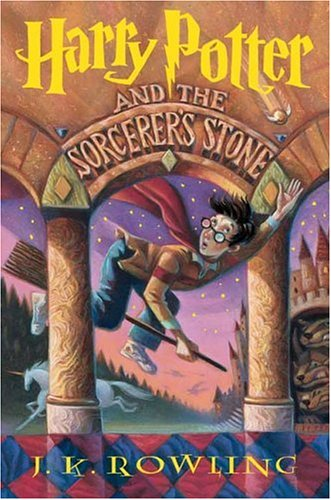 Harry Potter
AND THE
SORCERER'S STONE
J. K. ROWLING